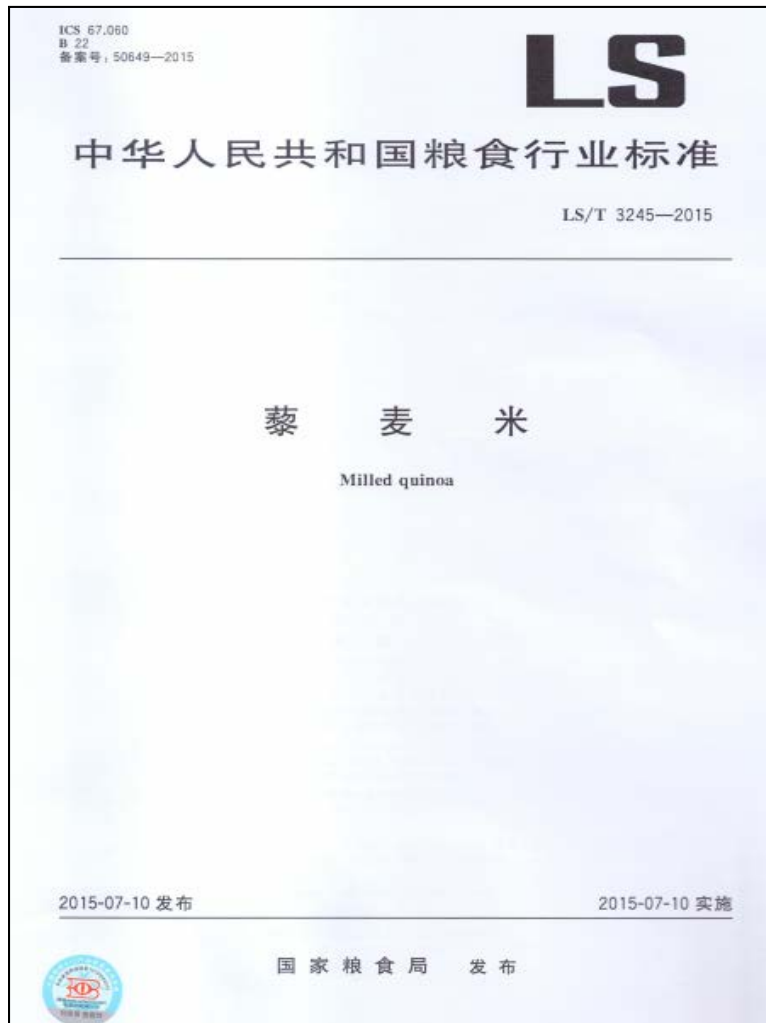 ICS 67.060
B 22
备案号：50649—2015
LS
中华人民共和国粮食行业标准
LS/T 3245—2015
藜麦米
Milled quinoa
2015-07-10 发布
2015-07-10 实施
国家粮食局 发布